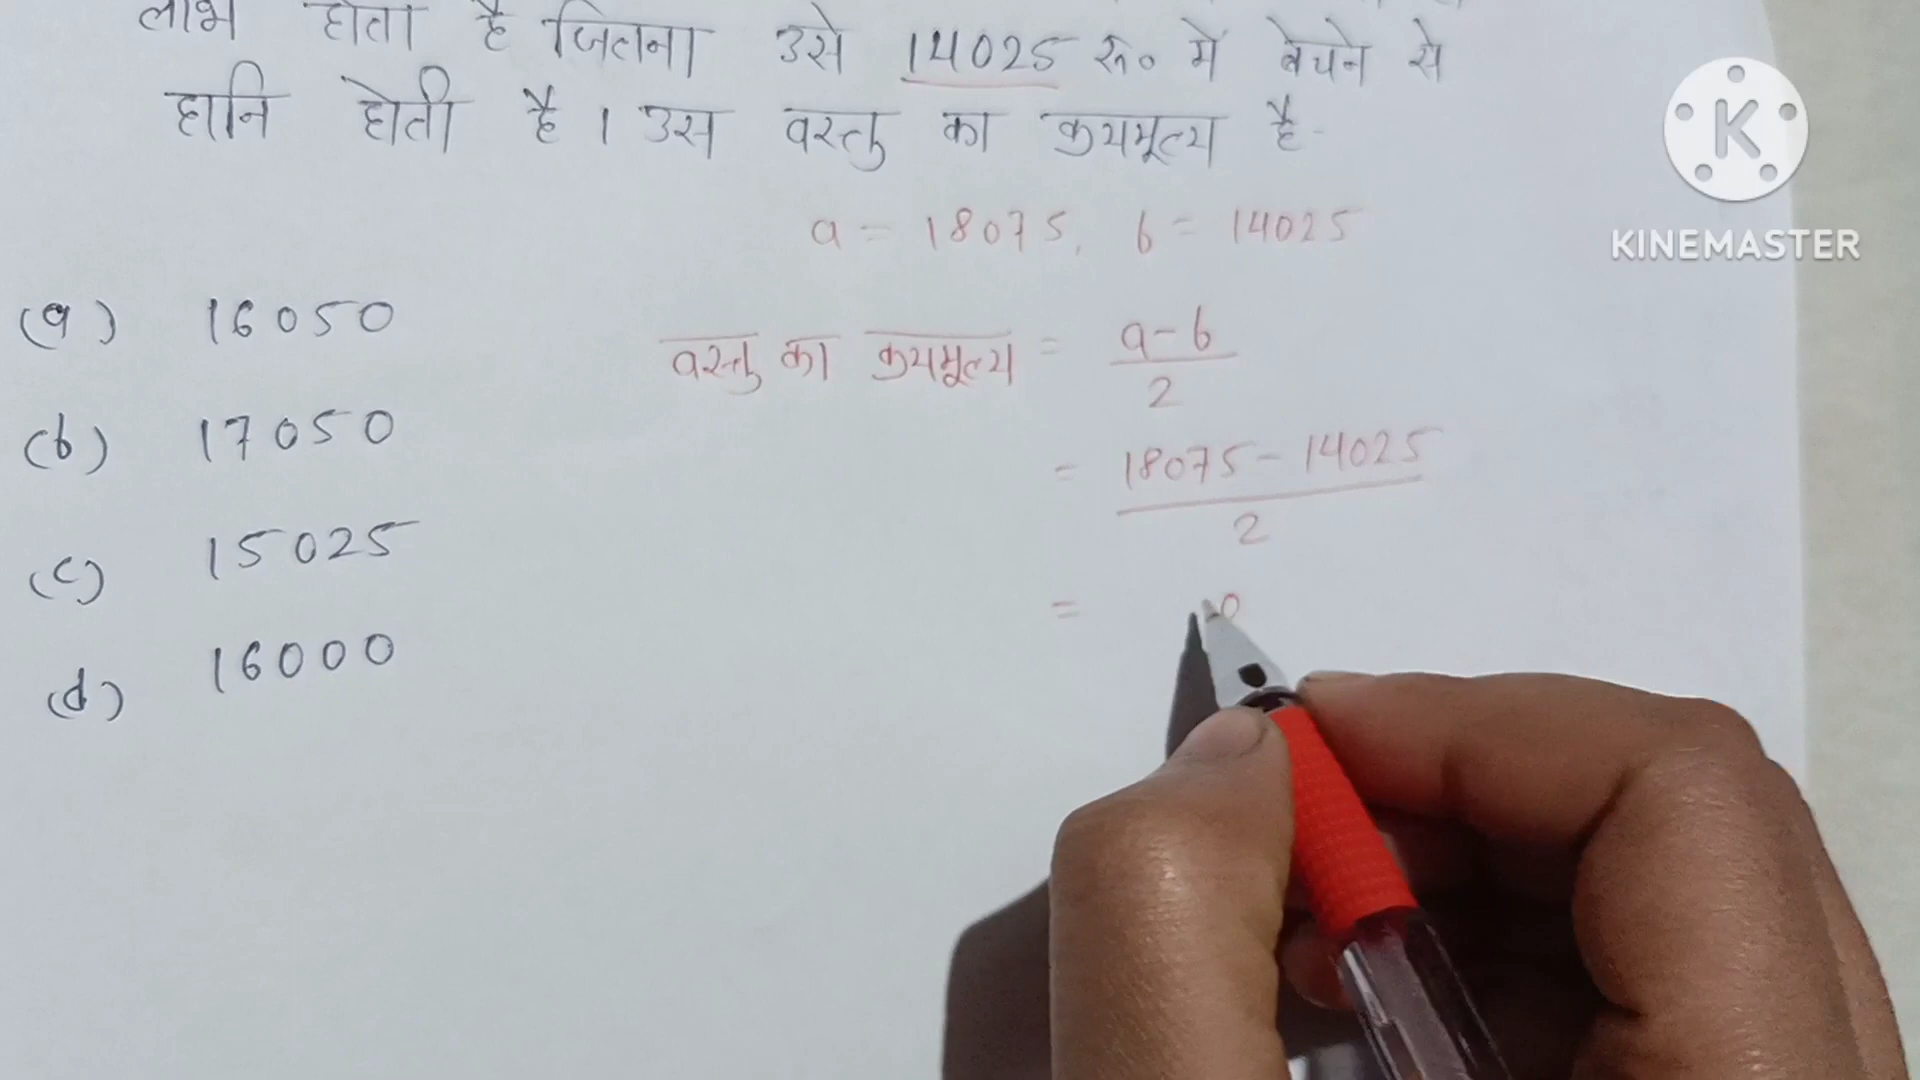 लाभ होता है जितना उसे 14025 रू० में बेचने से
हानि होती है । उस वस्तु का क्रयमूल्य है-
a = 18075, b = 14025
(a) 16050
(b) 17050
(c) 15025
(d) 16000
वस्तु का क्रयमूल्य = a-b
2
= 18075 - 14025
2
= 0
K
KINEMASTER